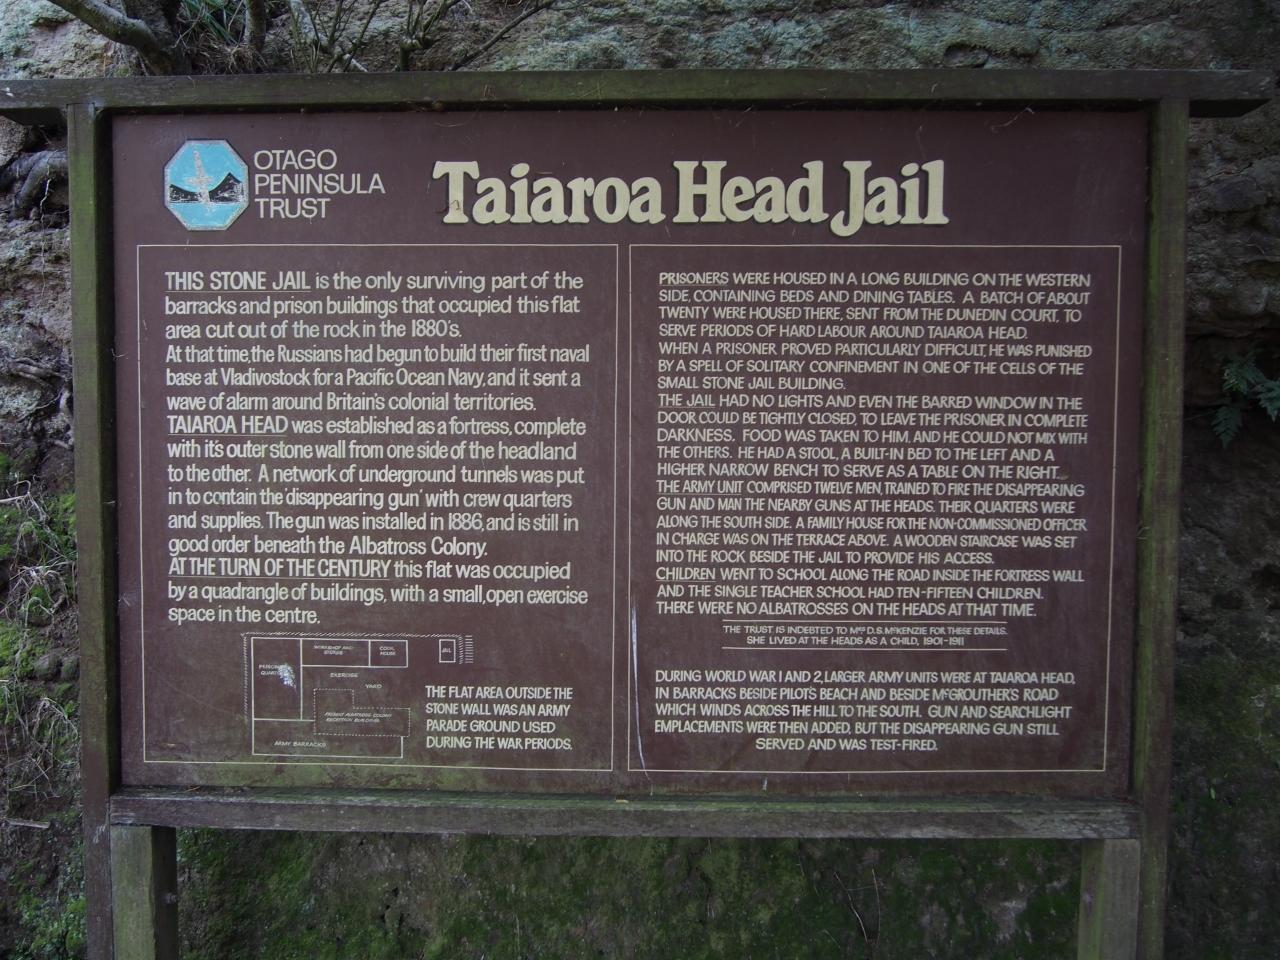 OTAGO
PENINSULA
TRUST
Taiaroa Head Jail
THIS STONE JAIL is the only surviving part of the
barracks and prison buildings that occupied this flat
area cut out of the rock in the 1880's.
At that time, the Russians had begun to build their first naval
base at Vladivostock for a Pacific Ocean Navy, and it sent a
wave of alarm around Britain's colonial territories.
TAIAROA HEAD was established as a fortress, complete
with it's outer stone wall from one side of the headland
to the other. A network of underground tunnels was put
in to contain the 'disappearing gun' with crew quarters
and supplies. The gun was installed in 1886, and is still in
good order beneath the Albatross Colony.
AT THE TURN OF THE CENTURY this flat was occupied
by a quadrangle of buildings, with a small, open exercise
space in the centre.
WORKSHOP AND
STORES
COOK
HOUSE
JAIL
PRISON
QUARTERS
EXERCISE
YARD
PRESENT ALBATROSS COLONY
RECEPTION BUILDING
ARMY BARRACKS
THE FLAT AREA OUTSIDE THE
STONE WALL WAS AN ARMY
PARADE GROUND USED
DURING THE WAR PERIODS.
PRISONERS WERE HOUSED IN A LONG BUILDING ON THE WESTERN
SIDE, CONTAINING BEDS AND DINING TABLES. A BATCH OF ABOUT
TWENTY WERE HOUSED THERE, SENT FROM THE DUNEDIN COURT, TO
SERVE PERIODS OF HARD LABOUR AROUND TAIAROA HEAD.
WHEN A PRISONER PROVED PARTICULARLY DIFFICULT, HE WAS PUNISHED
BY A SPELL OF SOLITARY CONFINEMENT IN ONE OF THE CELLS OF THE
SMALL STONE JAIL BUILDING.
THE JAIL HAD NO LIGHTS AND EVEN THE BARRED WINDOW IN THE
DOOR COULD BE TIGHTLY CLOSED, TO LEAVE THE PRISONER IN COMPLETE
DARKNESS. FOOD WAS TAKEN TO HIM, AND HE COULD NOT MIX WITH
THE OTHERS. HE HAD A STOOL, A BUILT-IN BED TO THE LEFT AND A
HIGHER NARROW BENCH TO SERVE AS A TABLE ON THE RIGHT.
THE ARMY UNIT COMPRISED TWELVE MEN, TRAINED TO FIRE THE DISAPPEARING
GUN AND MAN THE NEARBY GUNS AT THE HEADS. THEIR QUARTERS WERE
ALONG THE SOUTH SIDE. A FAMILY HOUSE FOR THE NON-COMMISSIONED OFFICER
IN CHARGE WAS ON THE TERRACE ABOVE. A WOODEN STAIRCASE WAS SET
INTO THE ROCK BESIDE THE JAIL TO PROVIDE HIS ACCESS.
CHILDREN WENT TO SCHOOL ALONG THE ROAD INSIDE THE FORTRESS WALL
AND THE SINGLE TEACHER SCHOOL HAD TEN-FIFTEEN CHILDREN.
THERE WERE NO ALBATROSSES ON THE HEADS AT THAT TIME.
THE TRUST IS INDEBTED TO MRS D.S. McKENZIE FOR THESE DETAILS.
SHE LIVED AT THE HEADS AS A CHILD, 1901-1911
DURING WORLD WAR 1 AND 2, LARGER ARMY UNITS WERE AT TAIAROA HEAD,
IN BARRACKS BESIDE PILOT'S BEACH AND BESIDE McGROUTHER'S ROAD
WHICH WINDS ACROSS THE HILL TO THE SOUTH. GUN AND SEARCHLIGHT
EMPLACEMENTS WERE THEN ADDED, BUT THE DISAPPEARING GUN STILL
SERVED AND WAS TEST-FIRED.